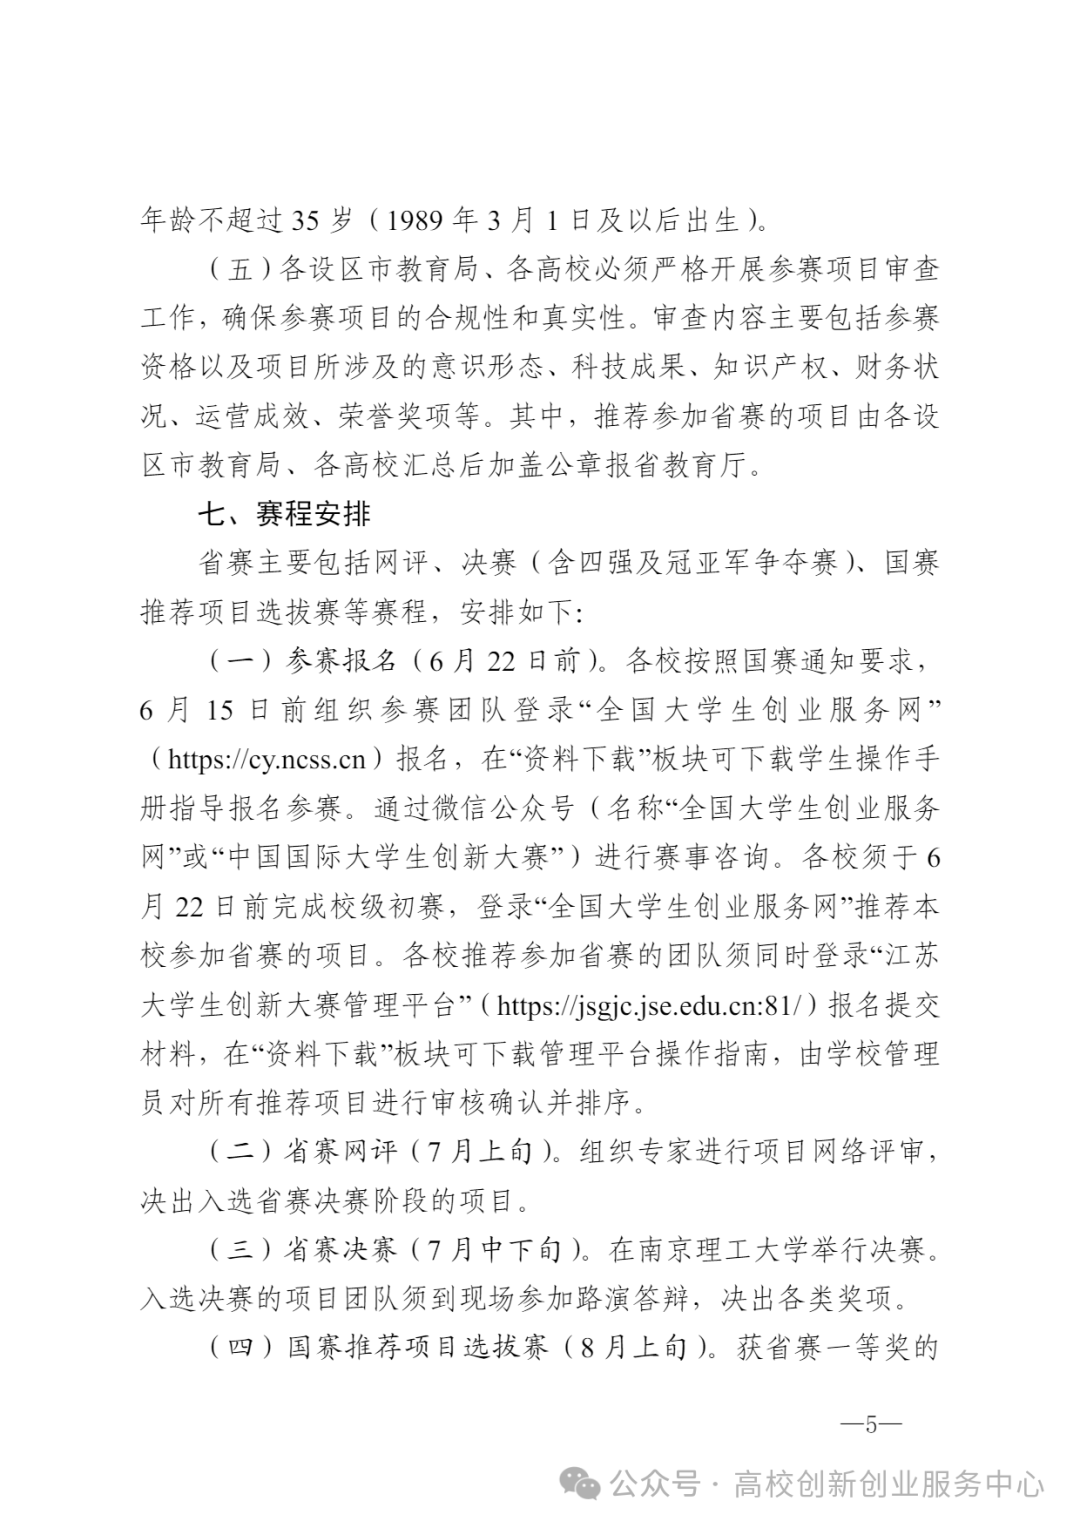 年龄不超过 35 岁（1989 年 3 月 1 日及以后出生）。
（五）各设区市教育局、各高校必须严格开展参赛项目审查
工作，确保参赛项目的合规性和真实性。审查内容主要包括参赛
资格以及项目所涉及的意识形态、科技成果、知识产权、财务状
况、运营成效、荣誉奖项等。其中，推荐参加省赛的项目由各设
区市教育局、各高校汇总后加盖公章报省教育厅。
七、赛程安排
省赛主要包括网评、决赛（含四强及冠亚军争夺赛）、国赛
推荐项目选拔赛等赛程，安排如下：
（一）参赛报名（6 月 22 日前）。各校按照国赛通知要求，
6 月 15 日前组织参赛团队登录“全国大学生创业服务网”
（https://cy.ncss.cn）报名，在“资料下载”板块可下载学生操作手
册指导报名参赛。通过微信公众号（名称“全国大学生创业服务
网”或“中国国际大学生创新大赛”）进行赛事咨询。各校须于 6
月 22 日前完成校级初赛，登录“全国大学生创业服务网”推荐本
校参加省赛的项目。各校推荐参加省赛的团队须同时登录“江苏
大学生创新大赛管理平台”（https://jsgjc.jse.edu.cn:81/）报名提交
材料，在“资料下载”板块可下载管理平台操作指南，由学校管理
员对所有推荐项目进行审核确认并排序。
（二）省赛网评（7 月上旬）。组织专家进行项目网络评审，
决出入选省赛决赛阶段的项目。
（三）省赛决赛（7 月中下旬）。在南京理工大学举行决赛。
入选决赛的项目团队须到现场参加路演答辩，决出各类奖项。
（四）国赛推荐项目选拔赛（8 月上旬）。获省赛一等奖的
—5—
公众号 · 高校创新创业服务中心